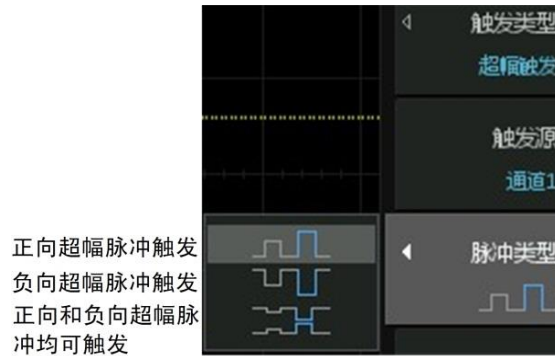 触发类型
超幅触发
触发源
通道1
脉冲类型
正向超幅脉冲触发
负向超幅脉冲触发
正向和负向超幅脉
冲均可触发